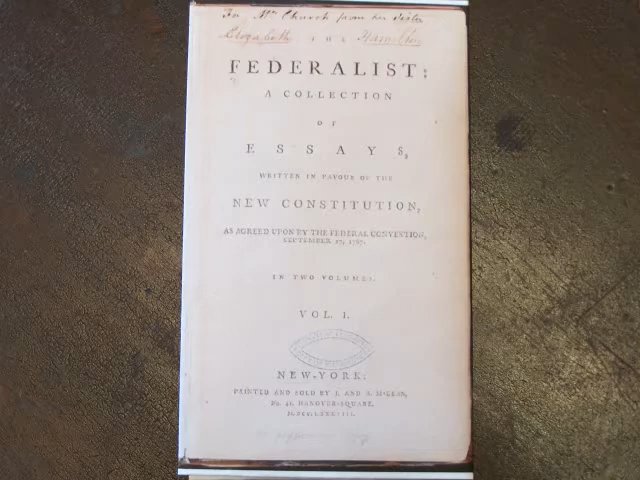 For Mrs Church from her Sister
Elizabeth Hamilton
THE
FEDERALIST:
A COLLECTION
OF
ESSAYS,
WRITTEN IN FAVOUR OF THE
NEW CONSTITUTION,
AS AGREED UPON BY THE FEDERAL CONVENTION,
SEPTEMBER 17, 1787.
IN TWO VOLUMES.
VOL. I.
NEW-YORK:
PRINTED AND SOLD BY J. AND A. McLEAN,
No. 41, HANOVER-SQUARE.
M,DCC,LXXXVIII.